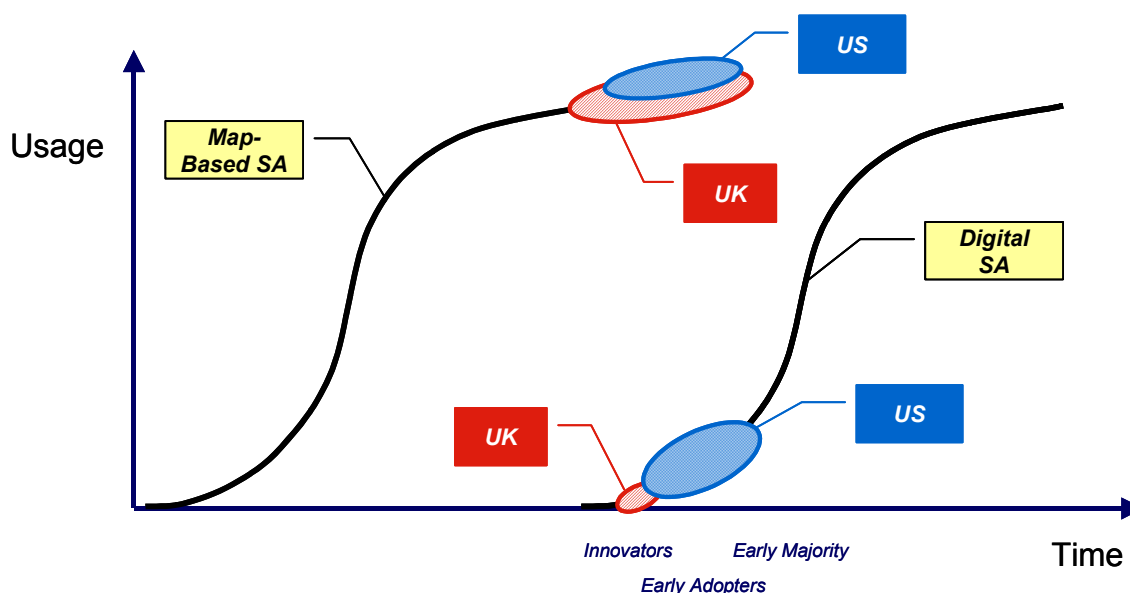 US
Usage
Map-
Based SA
UK
Digital
SA
UK
US
Innovators
Early Majority
Time
Early Adopters